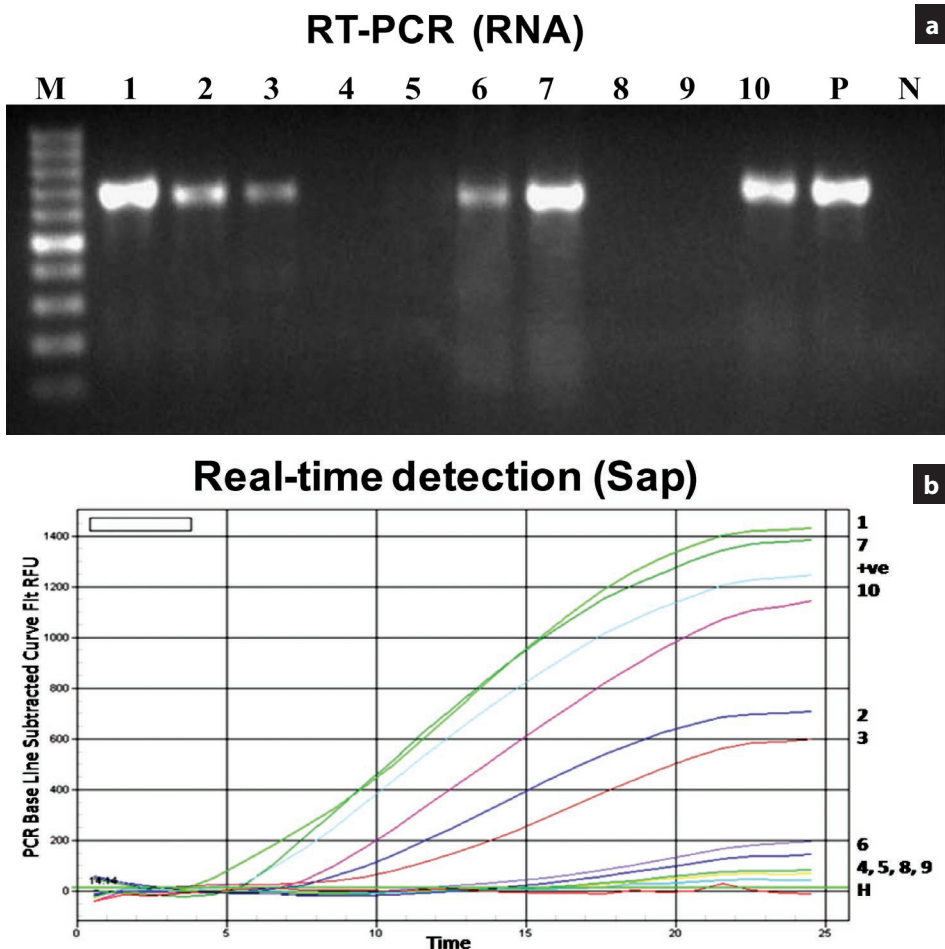 RT-PCR (RNA)
a
M 1 2 3 4 5 6 7 8 9 10 P N
Real-time detection (Sap)
b
PCR Base Line Subtracted Curve Fit RFU
1400
1200
1000
800
600
400
200
0
0 5 10 15 20 25
Time
1
7
+ve
10
2
3
6
4, 5, 8, 9
H